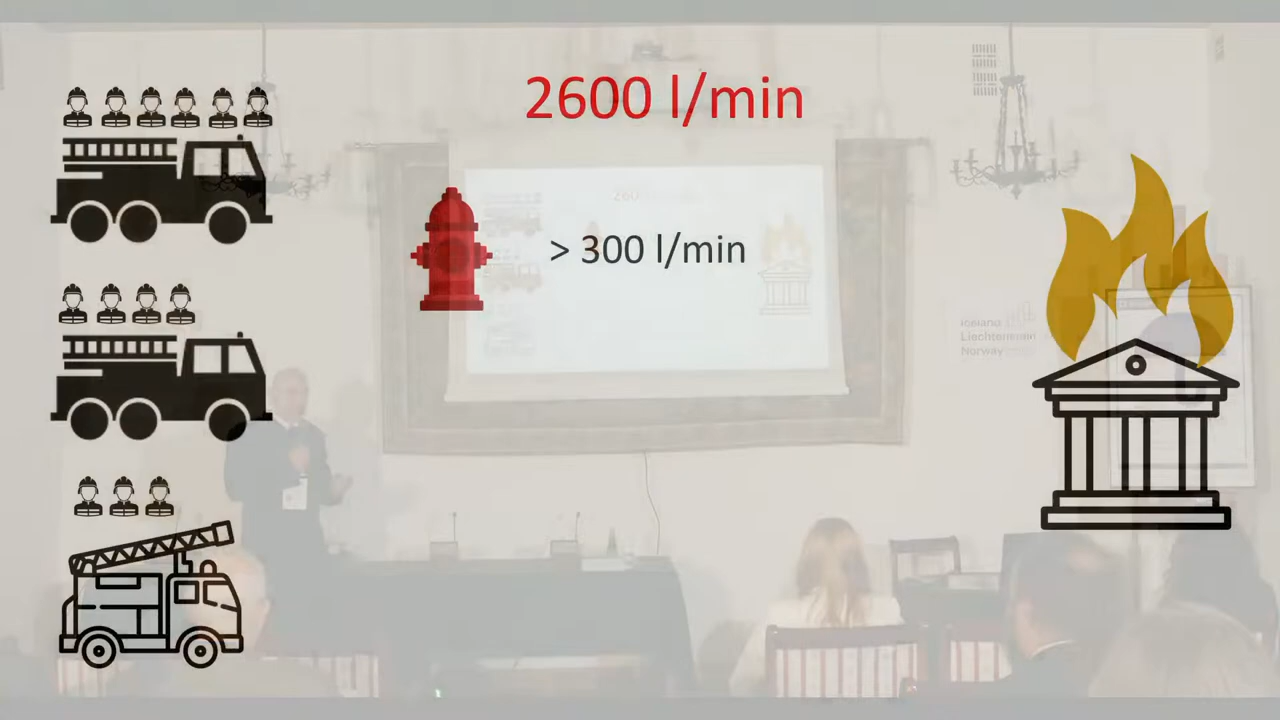 2600 l/min
> 300 l/min
Iceland
Liechtenstein
Norway